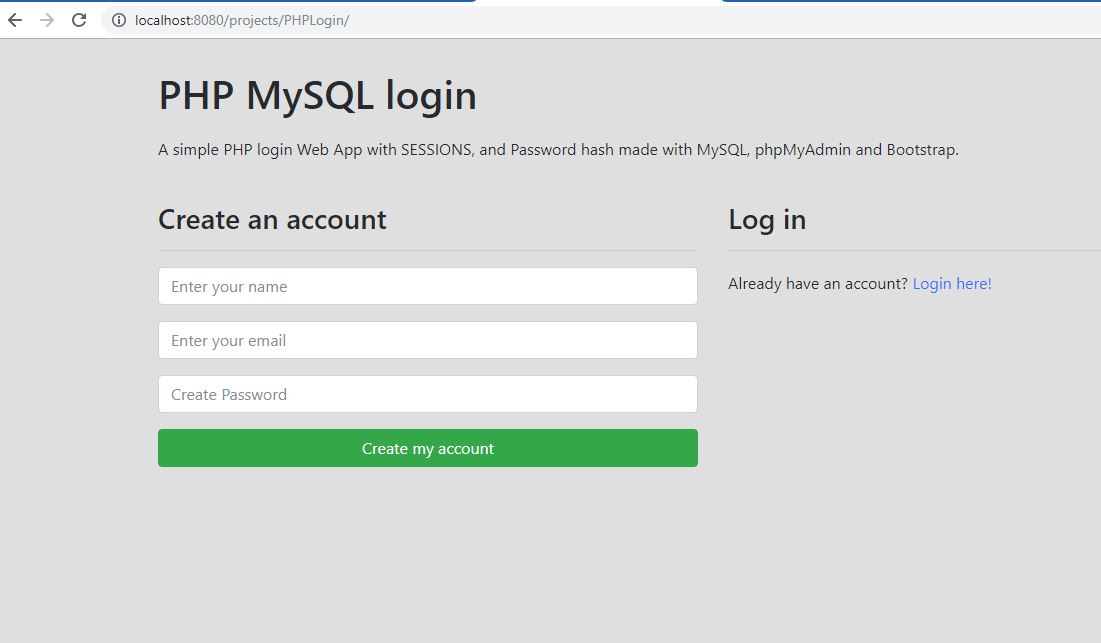 localhost:8080/projects/PHPLogin/
PHP MySQL login
A simple PHP login Web App with SESSIONS, and Password hash made with MySQL, phpMyAdmin and Bootstrap.
Create an account
Enter your name
Enter your email
Create Password
Create my account
Log in
Already have an account? Login here!